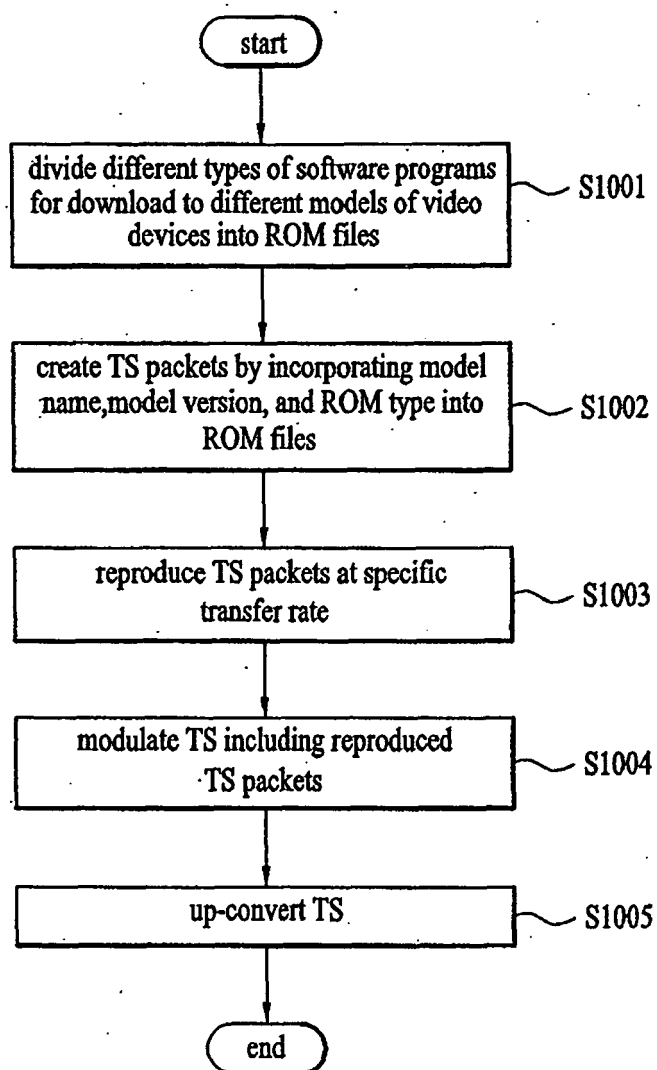 start
divide different types of software programs
for download to different models of video
devices into ROM files
S1001
create TS packets by incorporating model
name,model version, and ROM type into
ROM files
S1002
reproduce TS packets at specific
transfer rate
S1003
modulate TS including reproduced
TS packets
S1004
up-convert TS
S1005
end